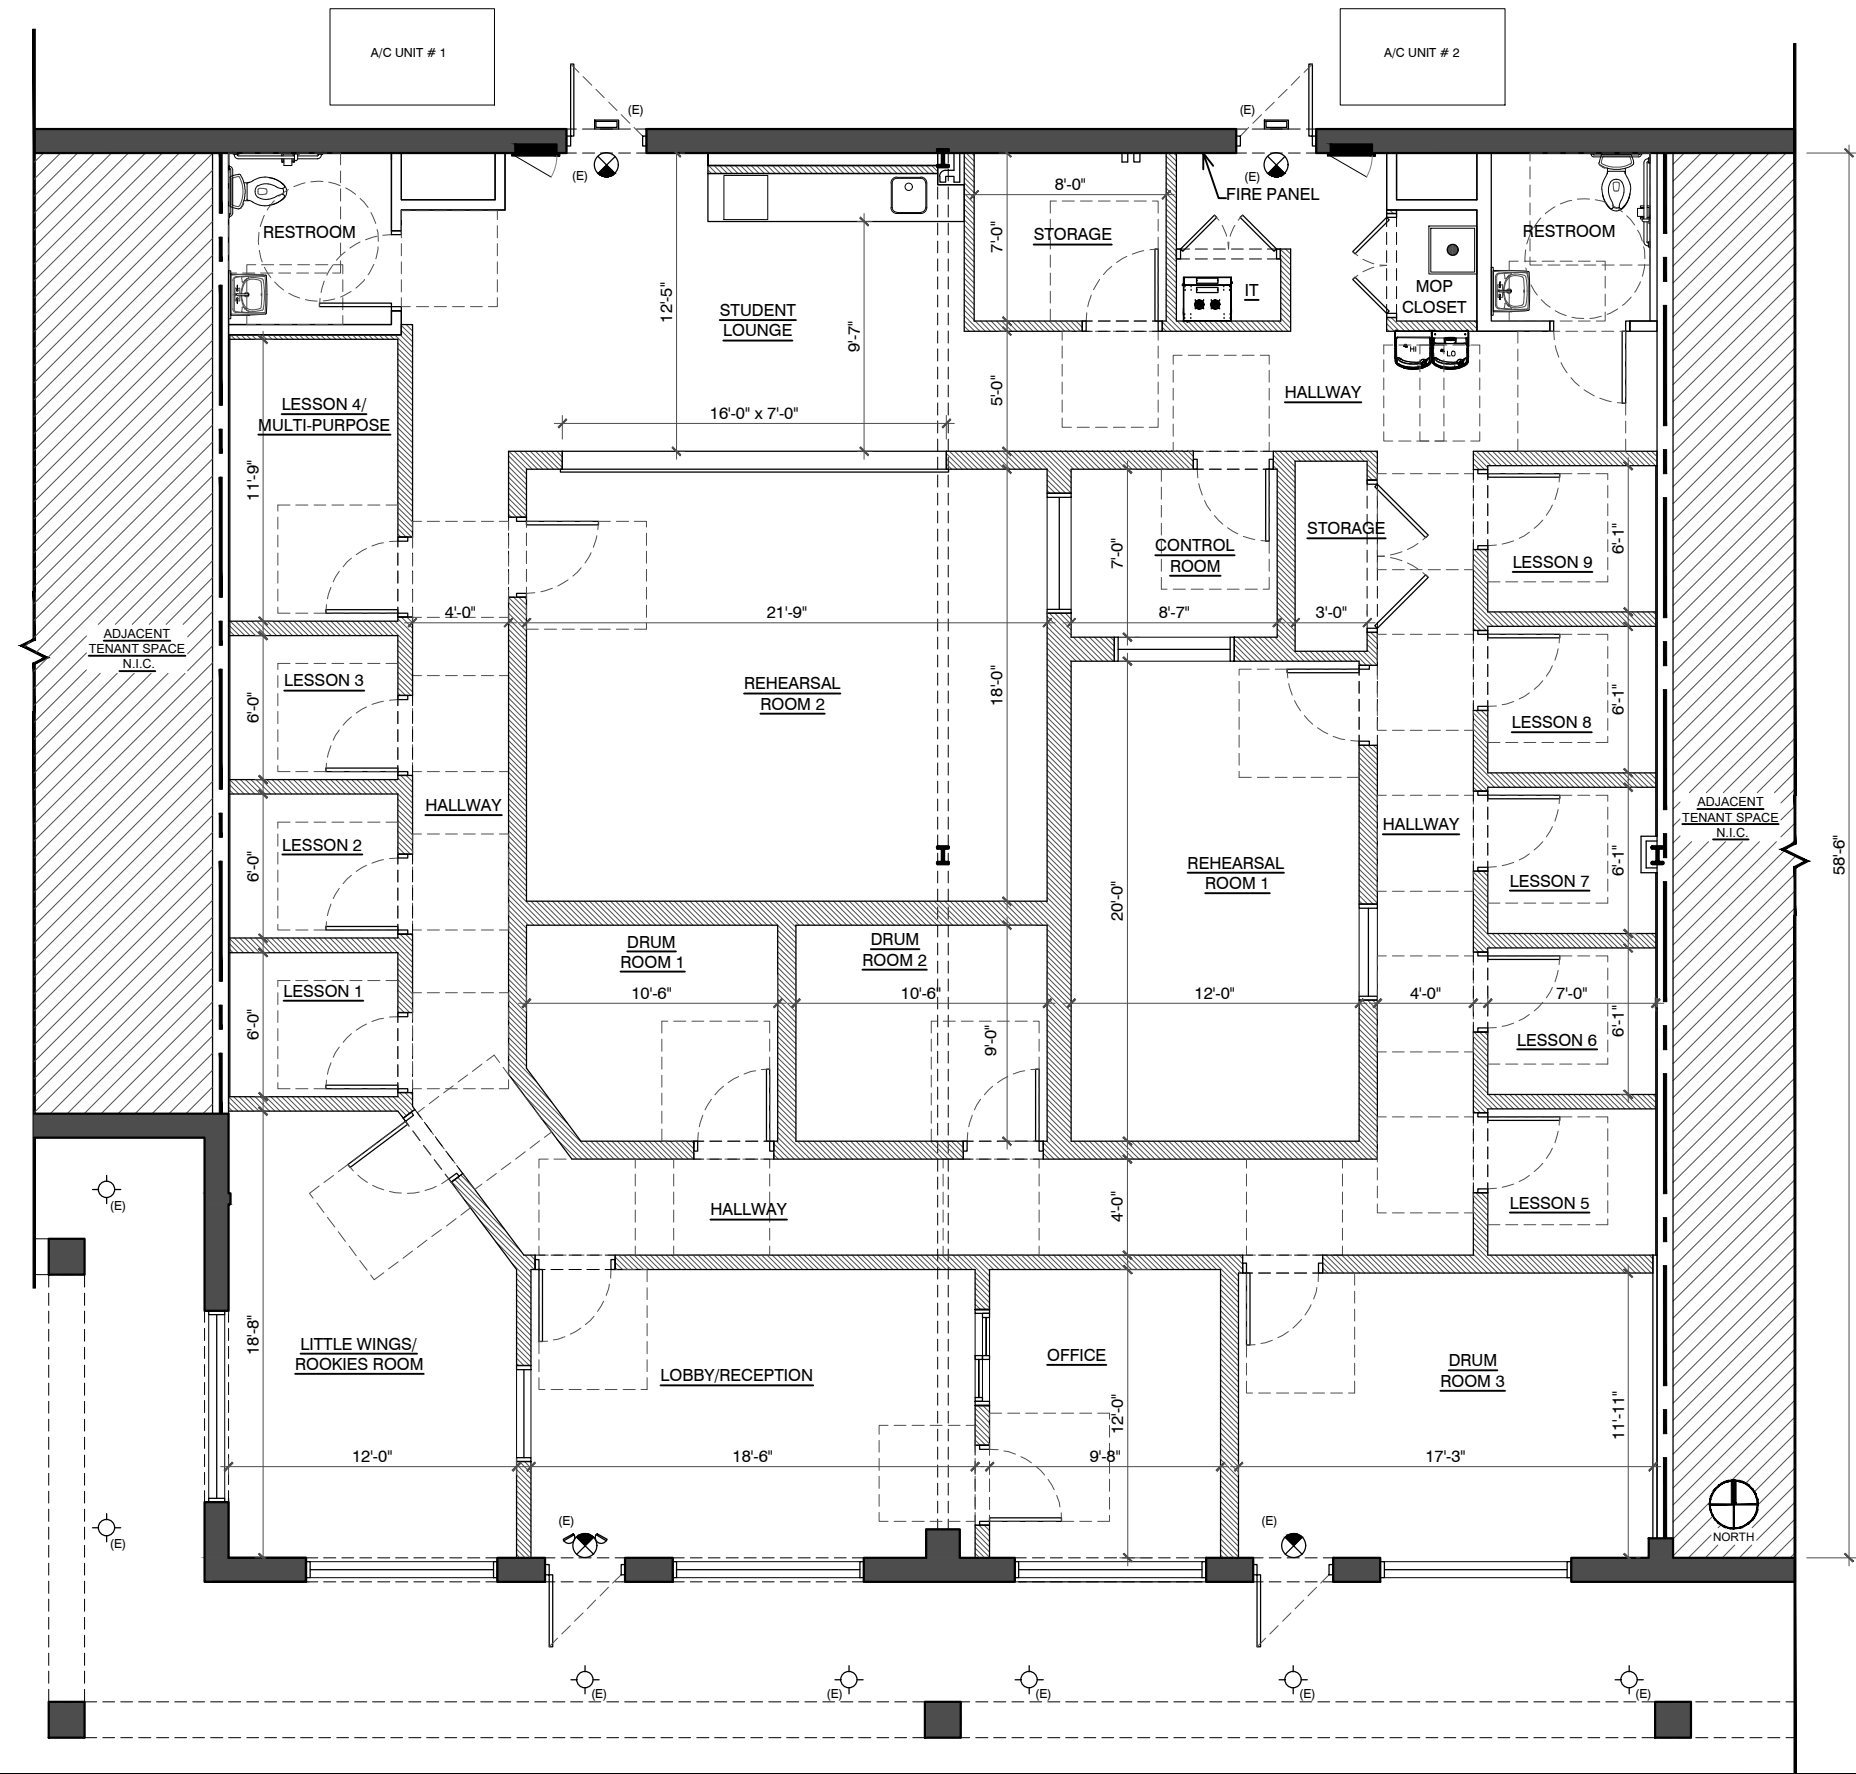 A/C UNIT # 1
A/C UNIT # 2
(E)
(E)
(E)
(E)
FIRE PANEL
8'-0"
RESTROOM
STORAGE
7'-0"
RESTROOM
IT
MOP
CLOSET
12'-5"
STUDENT
LOUNGE
9'-7"
HI
LO
HALLWAY
5'-0"
LESSON 4/
MULTI-PURPOSE
16'-0" x 7'-0"
11'-9"
STORAGE
6'-1"
7'-0"
CONTROL
ROOM
LESSON 9
4'-0"
21'-9"
8'-7"
3'-0"
ADJACENT
TENANT SPACE
N.I.C.
LESSON 3
6'-0"
REHEARSAL
ROOM 2
18'-0"
LESSON 8
6'-1"
HALLWAY
HALLWAY
ADJACENT
TENANT SPACE
N.I.C.
58'-6"
LESSON 2
6'-0"
REHEARSAL
ROOM 1
LESSON 7
6'-1"
20'-0"
DRUM
ROOM 1
DRUM
ROOM 2
LESSON 1
6'-0"
10'-6"
10'-6"
12'-0"
4'-0"
7'-0"
6'-1"
9'-0"
LESSON 6
(E)
HALLWAY
4'-0"
LESSON 5
18'-8"
LITTLE WINGS/
ROOKIES ROOM
LOBBY/RECEPTION
OFFICE
DRUM
ROOM 3
12'-0"
11'-11"
12'-0"
18'-6"
9'-8"
17'-3"
(E)
(E)
(E)
NORTH
(E)
(E)
(E)
(E)
(E)